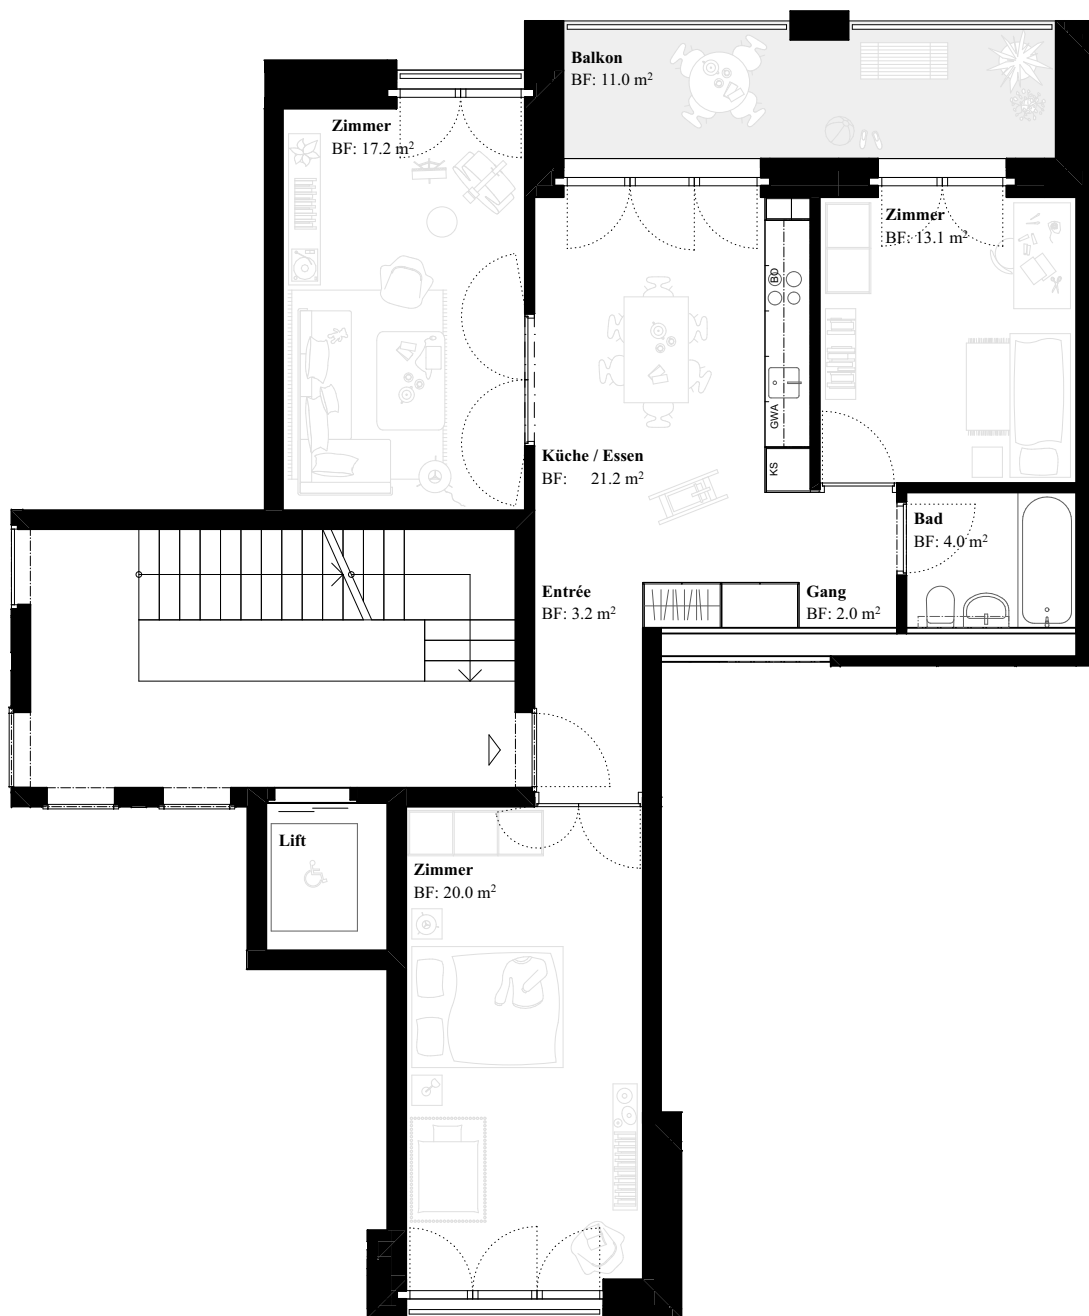 Balkon
BF: 11.0 m²
Zimmer
BF: 17.2 m²
Zimmer
BF: 13.1 m²
BO
GWA
KS
Küche / Essen
BF: 21.2 m²
Bad
BF: 4.0 m²
Entrée
BF: 3.2 m²
Gang
BF: 2.0 m²
Lift
Zimmer
BF: 20.0 m²